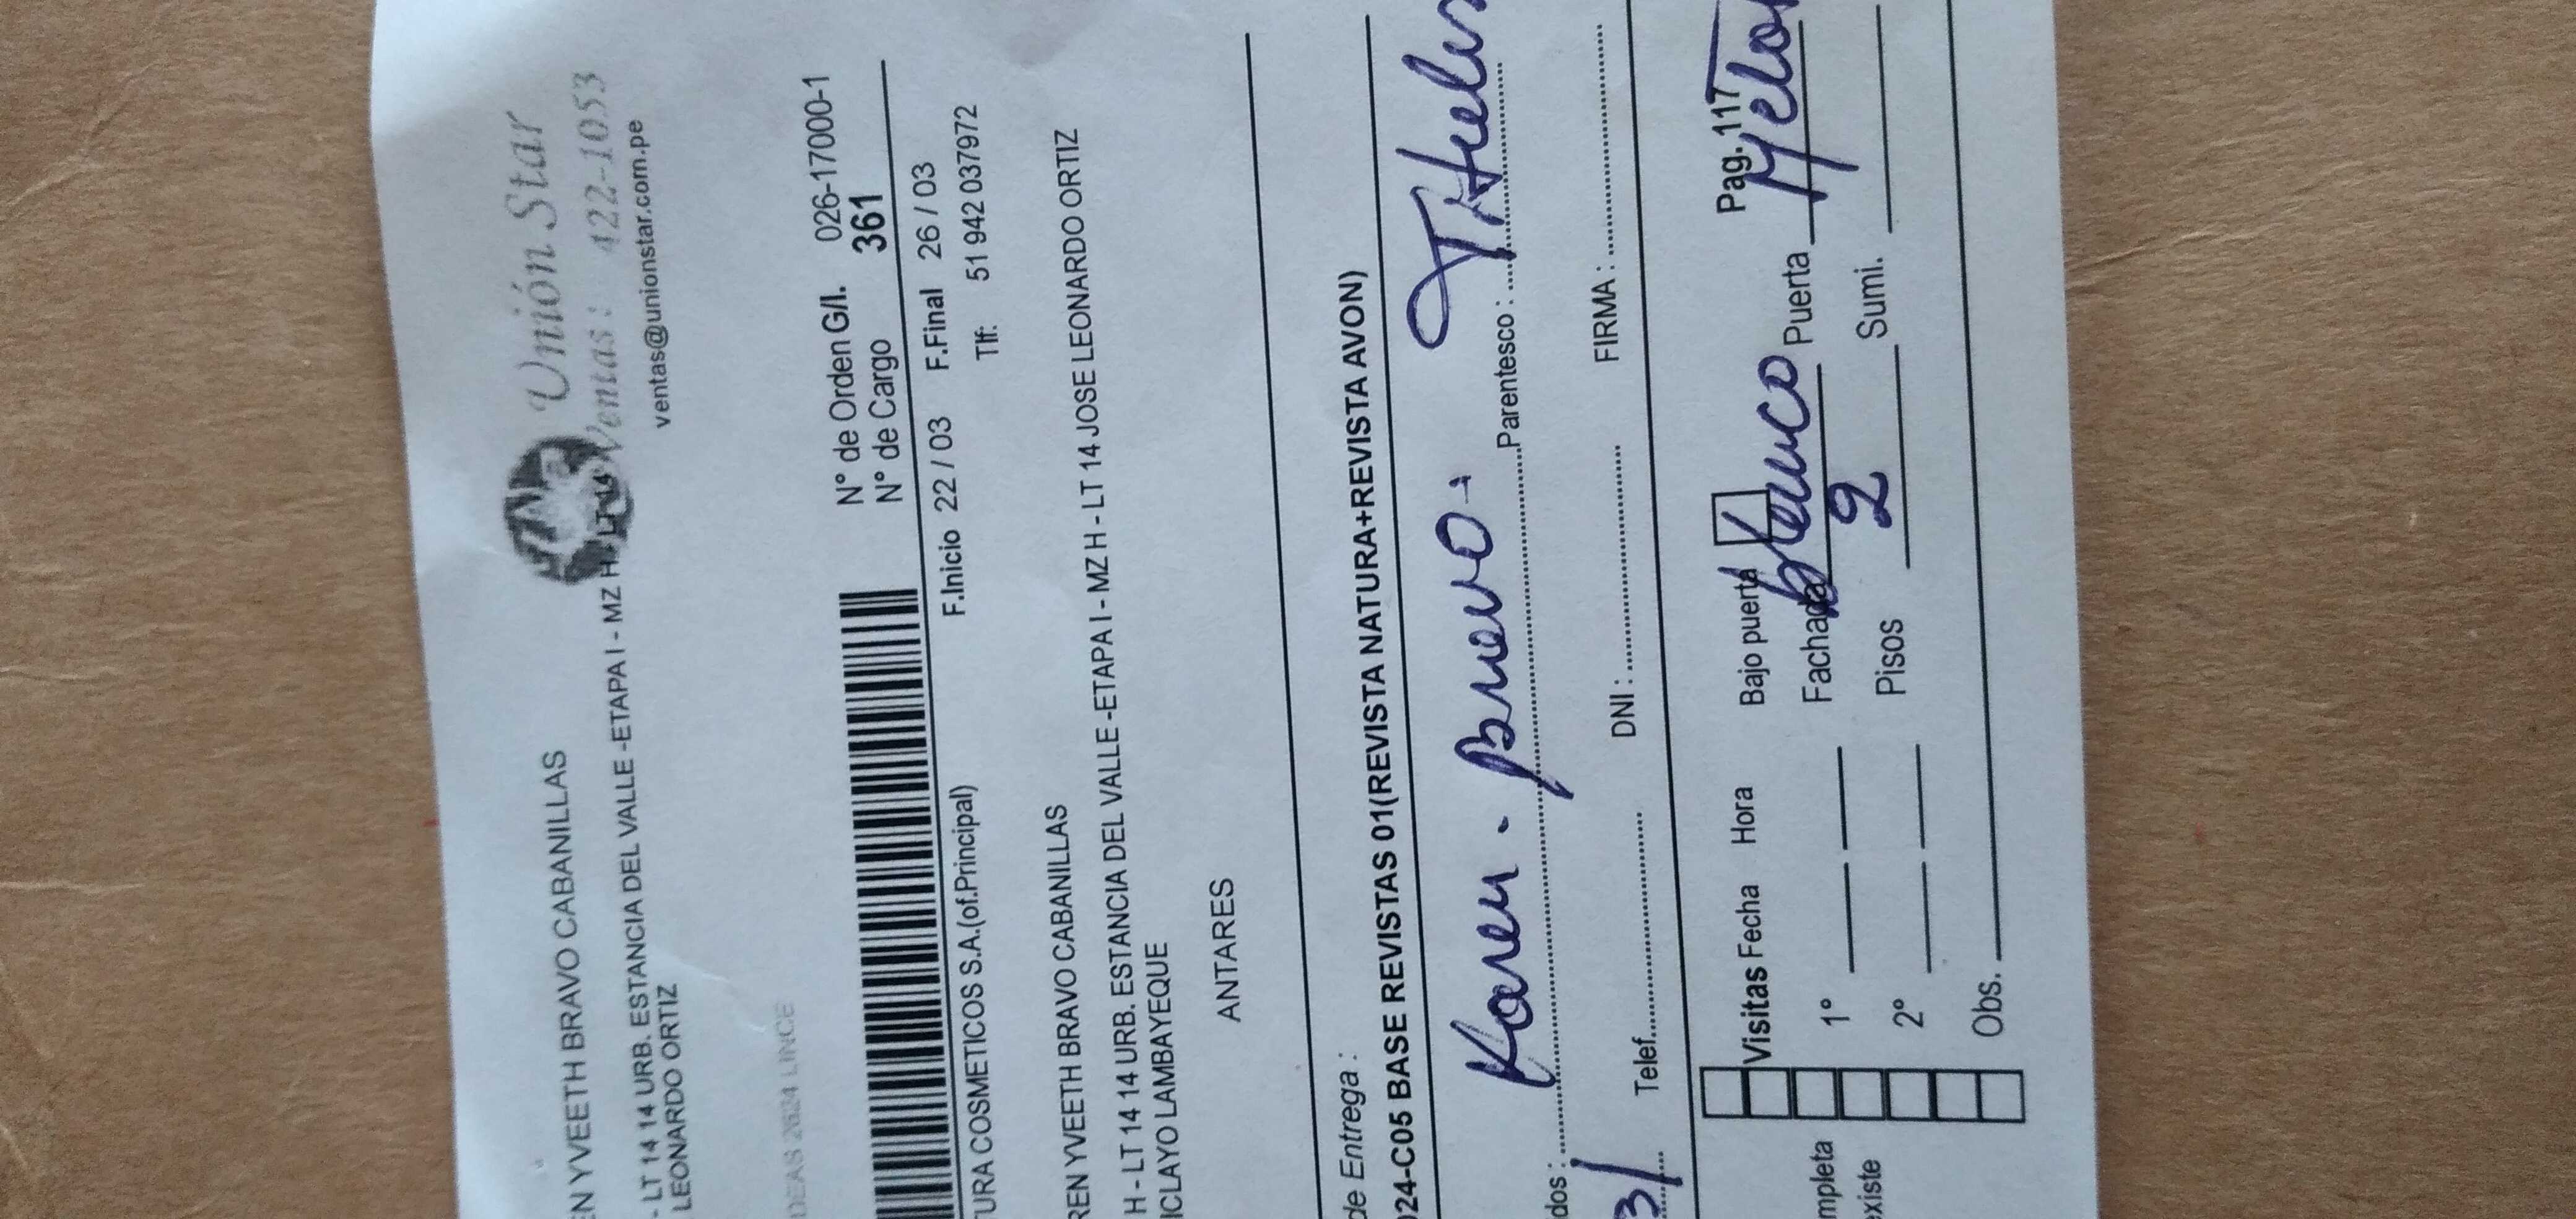 Unión Star
Ventas: 422-1053
ventas@unionstar.com.pe
EN YVEETH BRAVO CABANILLAS
- LT 14 14 URB. ESTANCIA DEL VALLE -ETAPA I - MZ H - LT 14
LEONARDO ORTIZ
2624 LINCE
N° de Orden G/I. 026-17000-1
N° de Cargo 361
F.Inicio 22 / 03 F.Final 26 / 03
URA COSMETICOS S.A.(of.Principal) Tlf: 51 942 037972
REN YVEETH BRAVO CABANILLAS
H - LT 14 14 URB. ESTANCIA DEL VALLE -ETAPA I - MZ H - LT 14 JOSE LEONARDO ORTIZ
ICLAYO LAMBAYEQUE
ANTARES
de Entrega :
024-C05 BASE REVISTAS 01(REVISTA NATURA+REVISTA AVON)
dos : Karen . Bravo. Parentesco :
31 Telef. DNI : FIRMA :
Pag.117
Visitas Fecha Hora Bajo puerta
1° Fachada blanco Puerta
mpleta
2° Pisos 2 Sumi.
existe
Obs.